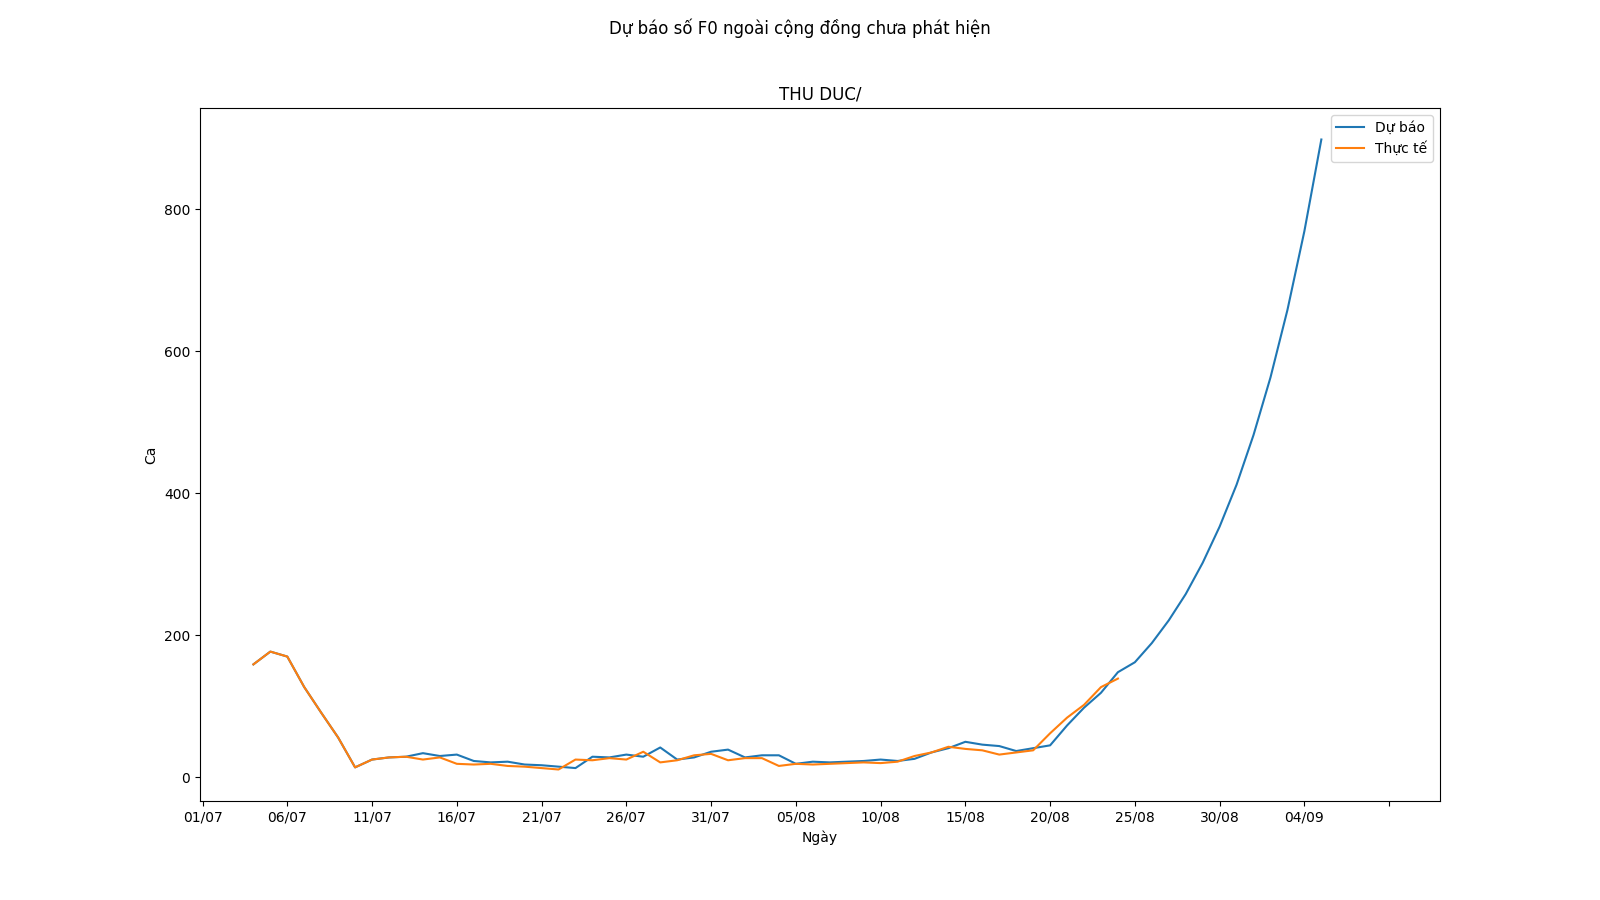 Dự báo số F0 ngoài cộng đồng chưa phát hiện
THU DUC/
Dự báo
Thực tế
800
600
400
200
0
Ca
01/07 06/07 11/07 16/07 21/07 26/07 31/07 05/08 10/08 15/08 20/08 25/08 30/08 04/09
Ngày